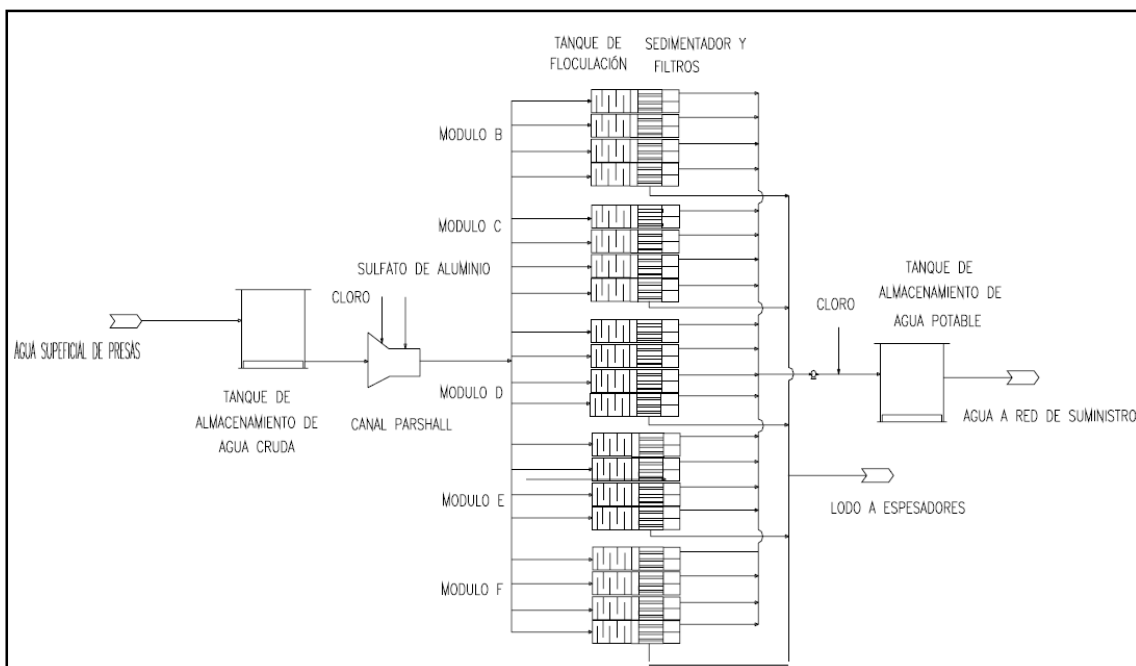 TANQUE DE
FLOCULACIÓN
SEDIMENTADOR Y
FILTROS
MODULO B
MODULO C
SULFATO DE ALUMINIO
CLORO
AGUA SUPEFICIAL DE PRESAS
TANQUE DE
ALMACENAMIENTO DE
AGUA CRUDA
CANAL PARSHALL
MODULO D
MODULO E
MODULO F
CLORO
TANQUE DE
ALMACENAMIENTO DE
AGUA POTABLE
AGUA A RED DE SUMINISTRO
LODO A ESPESADORES